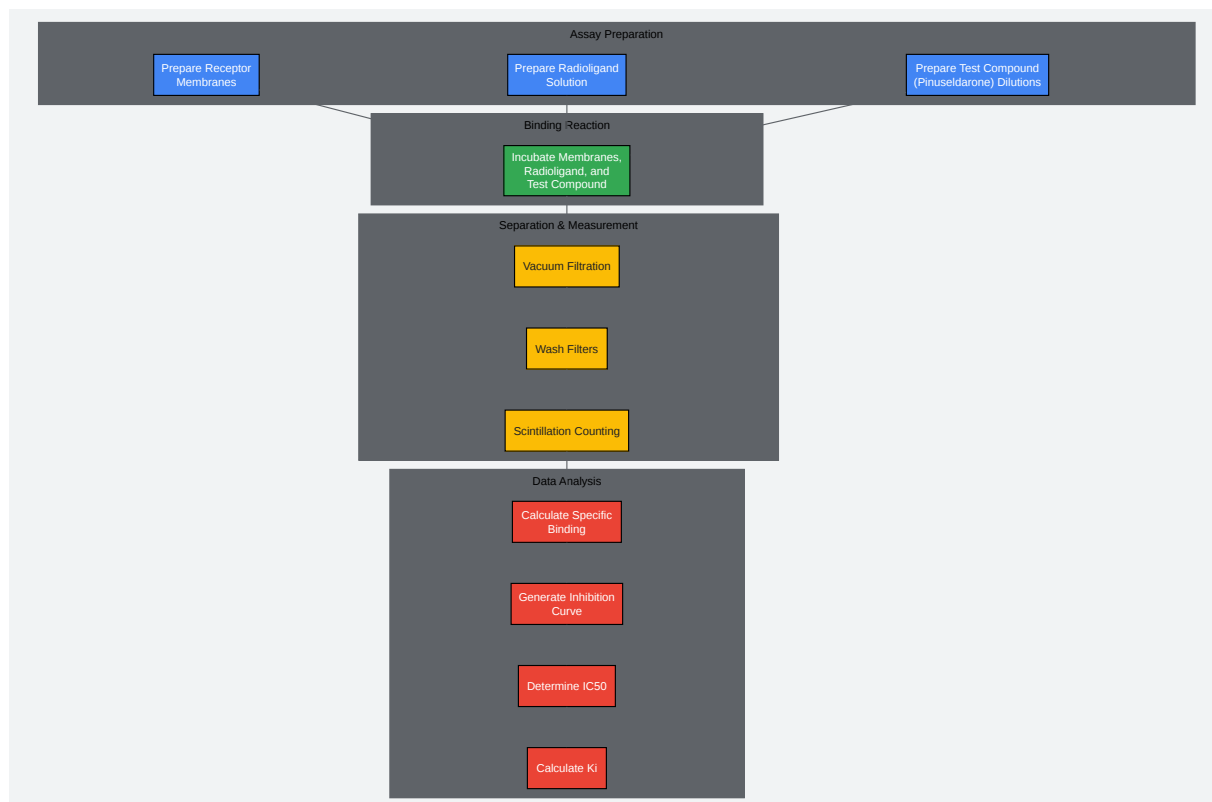 Assay Preparation
Prepare Receptor
Membranes
Prepare Radioligand
Solution
Prepare Test Compound
(Pinuseldarone) Dilutions
Binding Reaction
Incubate Membranes,
Radioligand, and
Test Compound
Separation & Measurement
Vacuum Filtration
Wash Filters
Scintillation Counting
Data Analysis
Calculate Specific
Binding
Generate Inhibition
Curve
Determine IC50
Calculate Ki